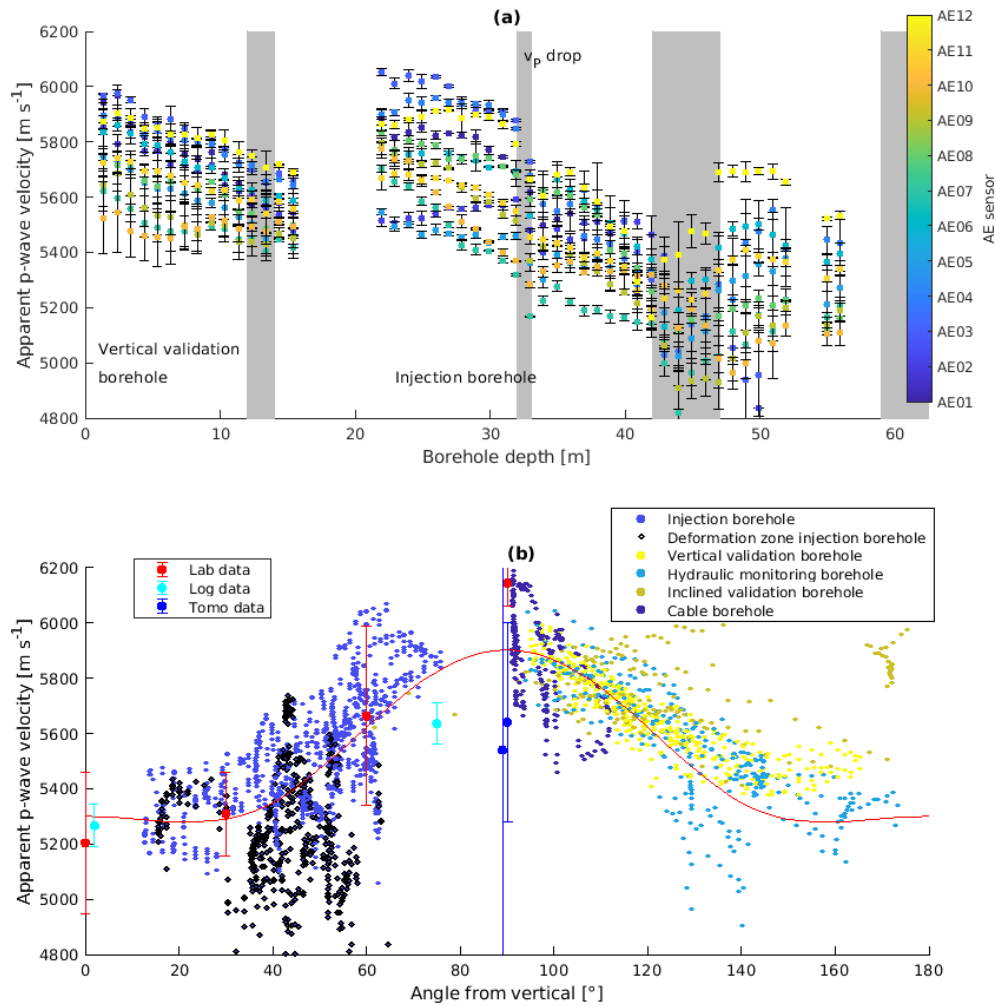 (a)
6200
6000
5800
5600
5400
5200
5000
4800
Apparent p-wave velocity [m s⁻¹]
vP drop
Vertical validation
borehole
Injection borehole
0
10
20
30
40
50
60
Borehole depth [m]
AE12
AE11
AE10
AE09
AE08
AE07
AE06
AE05
AE04
AE03
AE02
AE01
AE sensor
(b)
Lab data
Log data
Tomo data
Injection borehole
Deformation zone injection borehole
Vertical validation borehole
Hydraulic monitoring borehole
Inclined validation borehole
Cable borehole
6200
6000
5800
5600
5400
5200
5000
4800
Apparent p-wave velocity [m s⁻¹]
0
20
40
60
80
100
120
140
160
180
Angle from vertical [°]